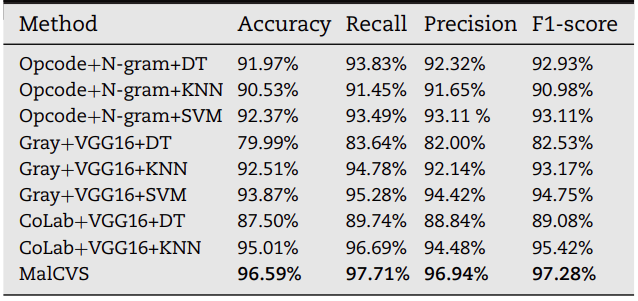 Method Accuracy Recall Precision F1-score
Opcode+N-gram+DT 91.97% 93.83% 92.32% 92.93%
Opcode+N-gram+KNN 90.53% 91.45% 91.65% 90.98%
Opcode+N-gram+SVM 92.37% 93.49% 93.11 % 93.11%
Gray+VGG16+DT 79.99% 83.64% 82.00% 82.53%
Gray+VGG16+KNN 92.51% 94.78% 92.14% 93.17%
Gray+VGG16+SVM 93.87% 95.28% 94.42% 94.75%
CoLab+VGG16+DT 87.50% 89.74% 88.84% 89.08%
CoLab+VGG16+KNN 95.01% 96.69% 94.48% 95.42%
MalCVS 96.59% 97.71% 96.94% 97.28%